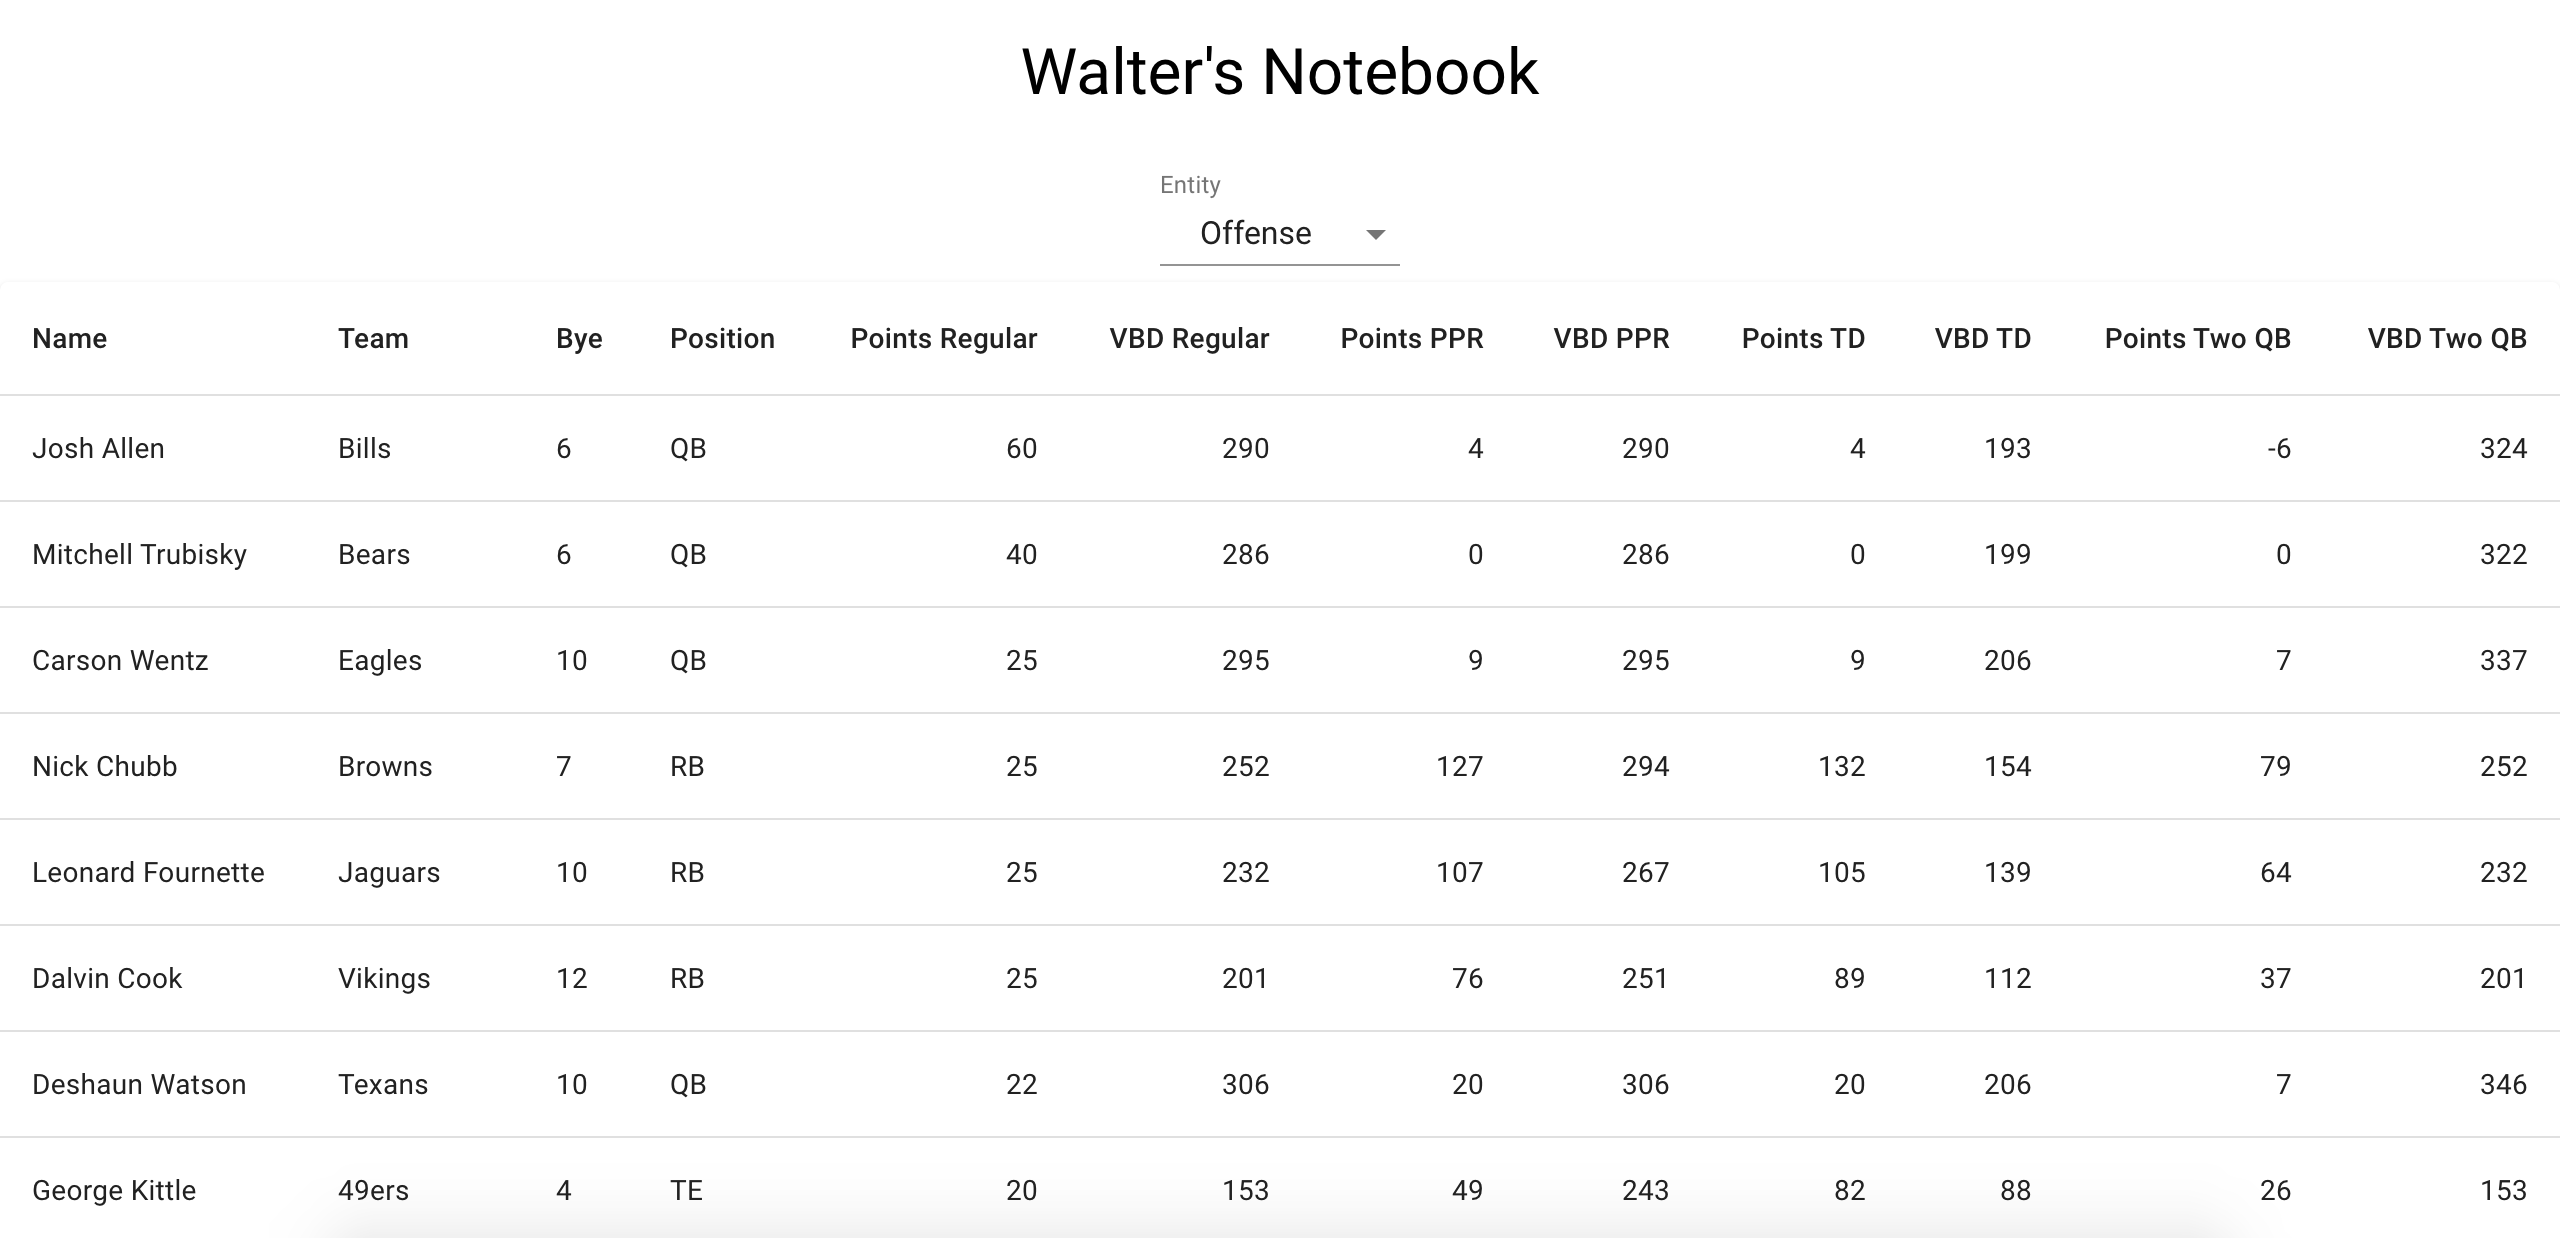 Walter's Notebook
Entity
Offense
Name Team Bye Position Points Regular VBD Regular Points PPR VBD PPR Points TD VBD TD Points Two QB VBD Two QB
Josh Allen Bills 6 QB 60 290 4 290 4 193 -6 324
Mitchell Trubisky Bears 6 QB 40 286 0 286 0 199 0 322
Carson Wentz Eagles 10 QB 25 295 9 295 9 206 7 337
Nick Chubb Browns 7 RB 25 252 127 294 132 154 79 252
Leonard Fournette Jaguars 10 RB 25 232 107 267 105 139 64 232
Dalvin Cook Vikings 12 RB 25 201 76 251 89 112 37 201
Deshaun Watson Texans 10 QB 22 306 20 306 20 206 7 346
George Kittle 49ers 4 TE 20 153 49 243 82 88 26 153